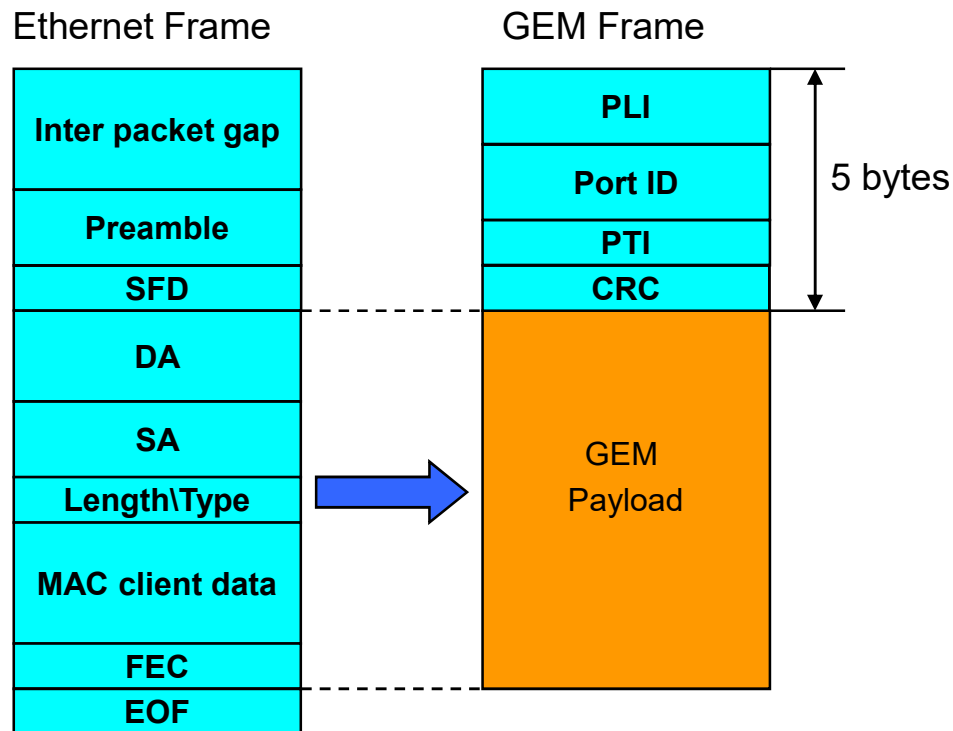 Ethernet Frame
GEM Frame
Inter packet gap
Preamble
SFD
DA
SA
Length\Type
MAC client data
FEC
EOF
PLI
Port ID
PTI
CRC
5 bytes
GEM
Payload